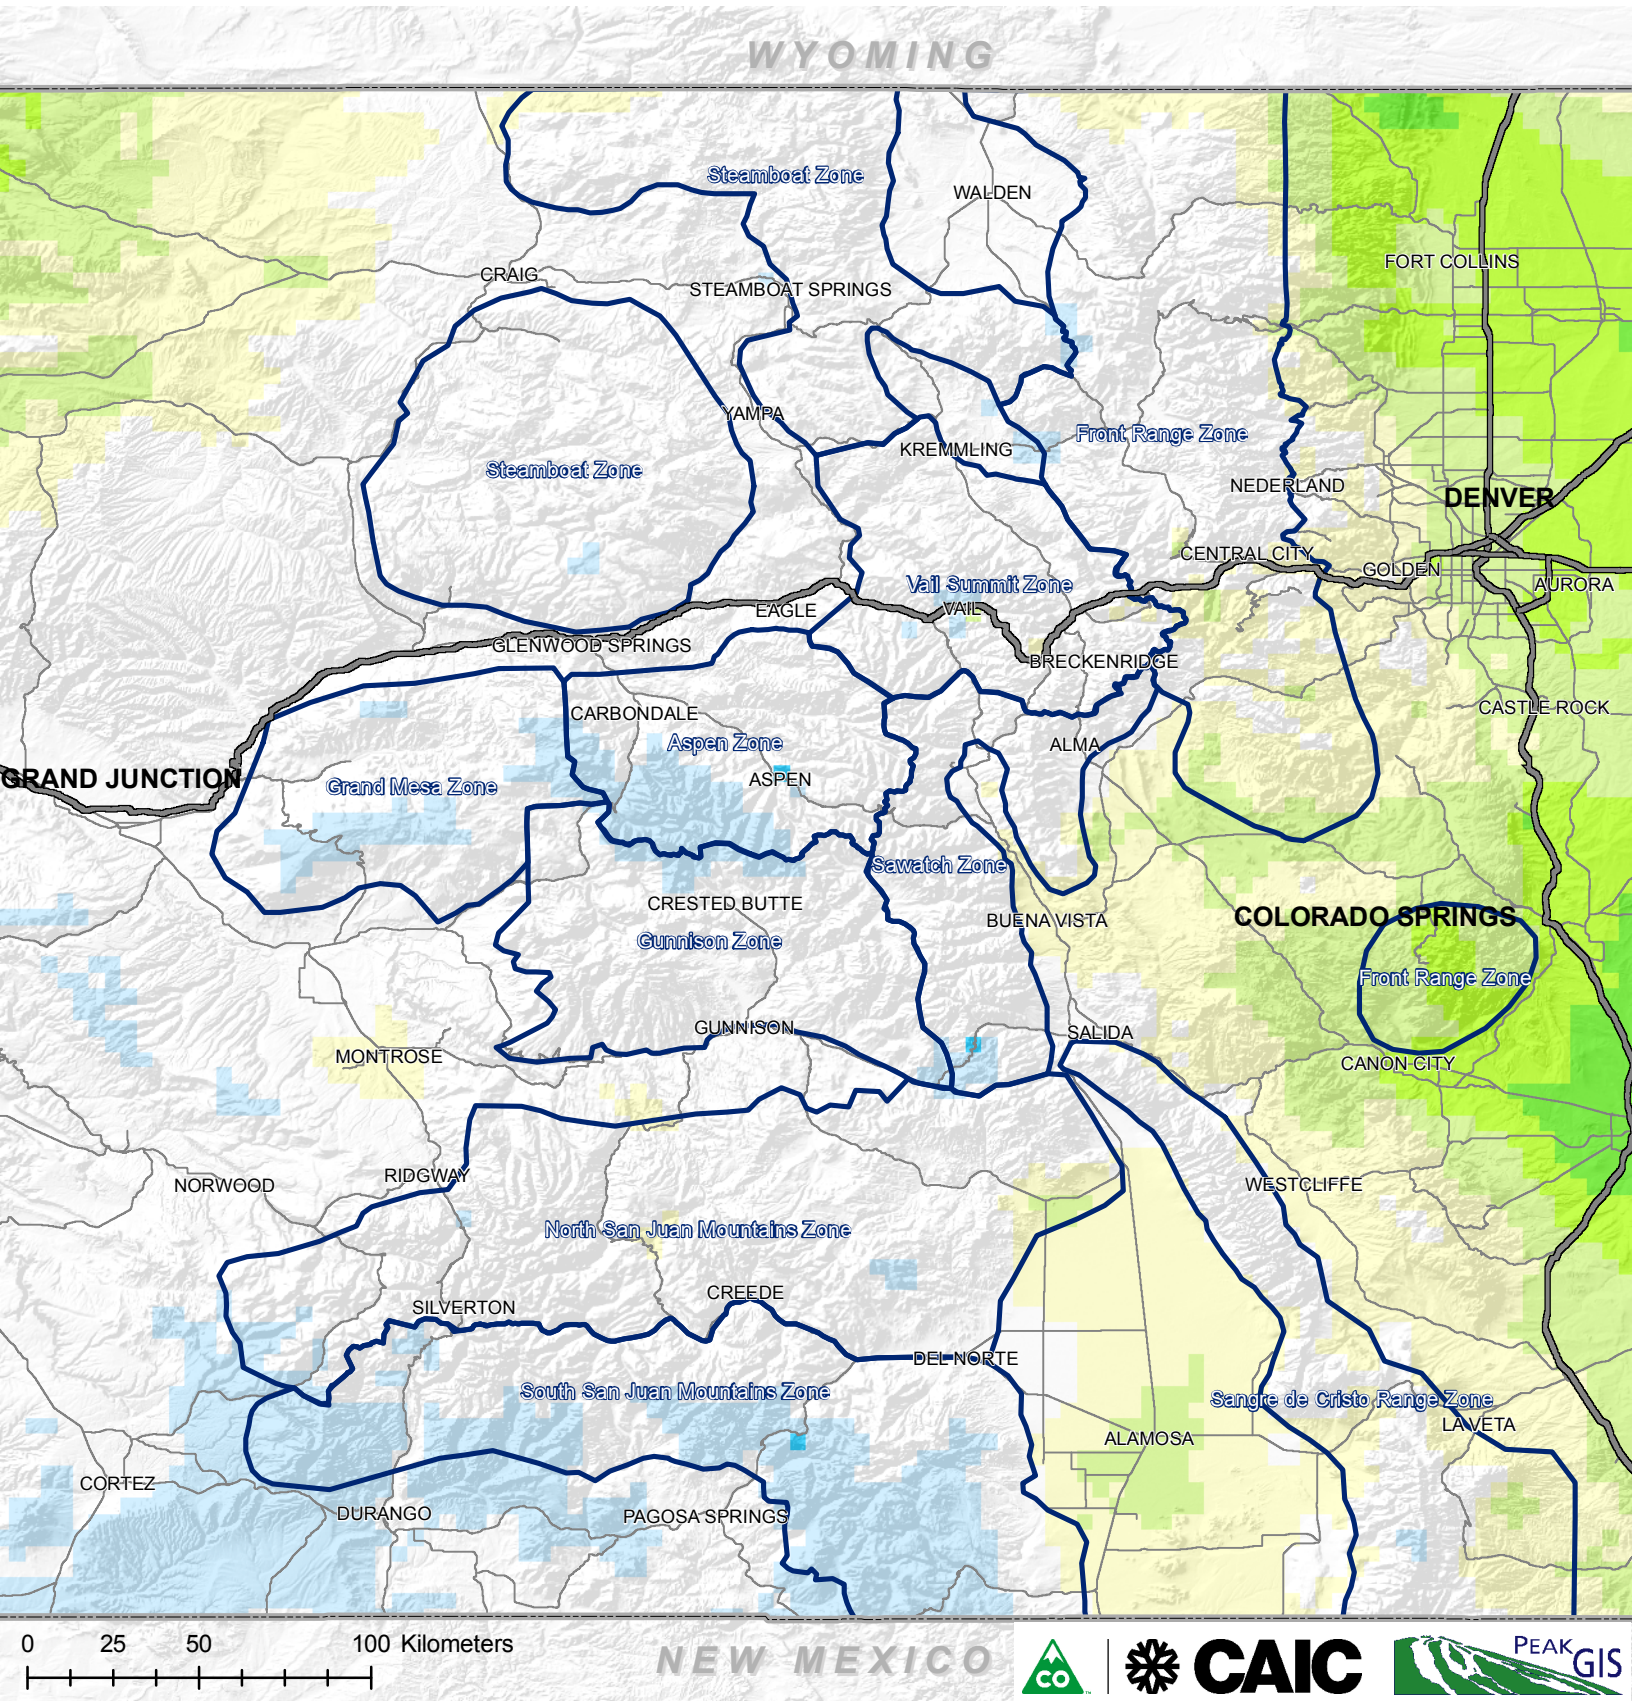 WYOMING
Steamboat Zone
WALDEN
FORT COLLINS
CRAIG
STEAMBOAT SPRINGS
YAMPA
Front Range Zone
KREMMLING
Steamboat Zone
NEDERLAND
DENVER
CENTRAL CITY
GOLDEN
Vail Summit Zone
AURORA
EAGLE
VAIL
GLENWOOD SPRINGS
BRECKENRIDGE
CASTLE ROCK
CARBONDALE
Aspen Zone
ALMA
GRAND JUNCTION
ASPEN
Grand Mesa Zone
Sawatch Zone
CRESTED BUTTE
BUENA VISTA
COLORADO SPRINGS
Gunnison Zone
Front Range Zone
GUNNISON
SALIDA
MONTROSE
CANON CITY
RIDGWAY
NORWOOD
WESTCLIFFE
North San Juan Mountains Zone
CREEDE
SILVERTON
DEL NORTE
South San Juan Mountains Zone
Sangre de Cristo Range Zone
LA VETA
ALAMOSA
CORTEZ
DURANGO
PAGOSA SPRINGS
0 25 50 100 Kilometers
NEW MEXICO
CO
CAIC
PEAK GIS